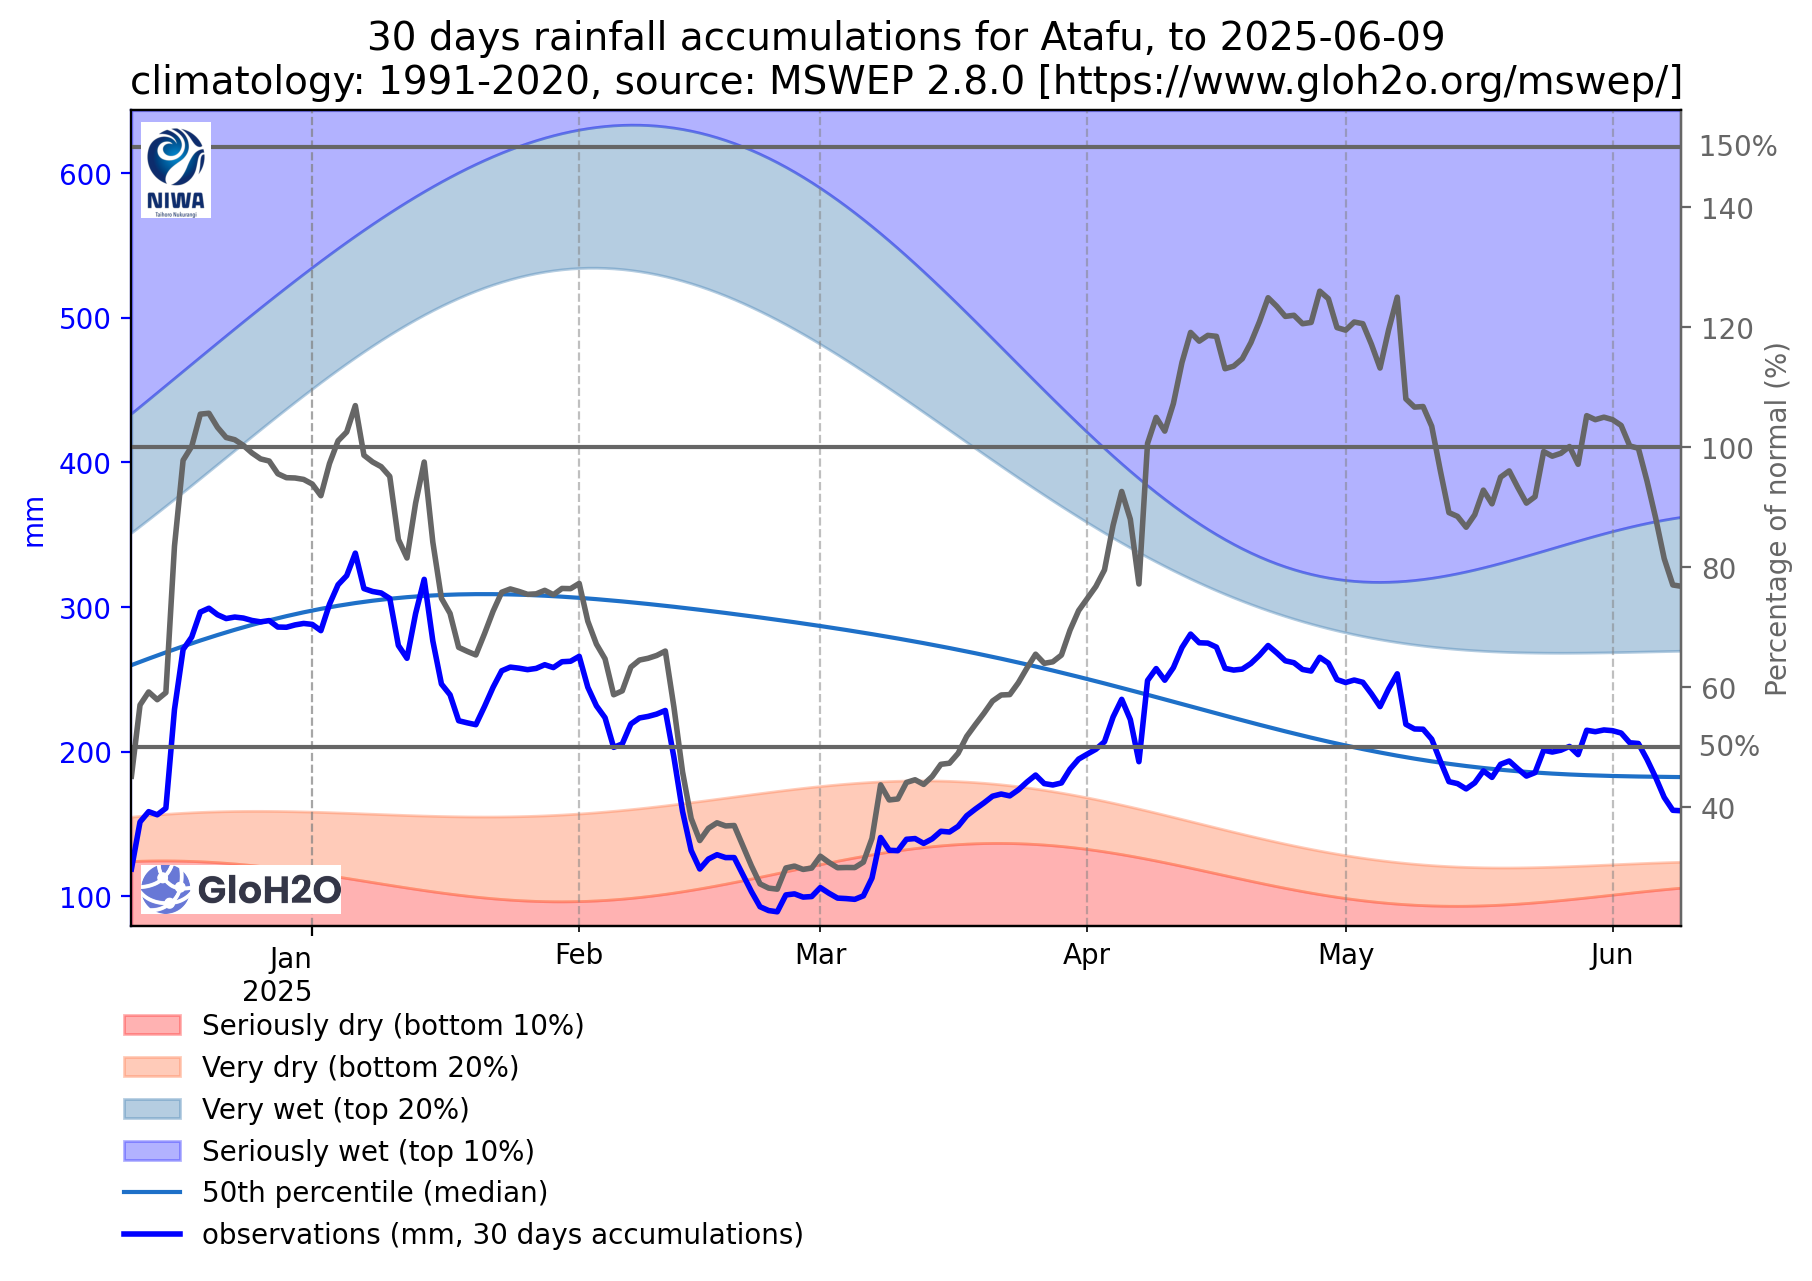 30 days rainfall accumulations for Atafu, to 2025-06-09
climatology: 1991-2020, source: MSWEP 2.8.0 [https://www.gloh2o.org/mswep/]
NIWA
Taihoro Nukurangi
600
500
400
300
200
100
mm
150%
140
120
100
80
60
50%
40
Percentage of normal (%)
GloH2O
Jan
2025
Feb
Mar
Apr
May
Jun
Seriously dry (bottom 10%)
Very dry (bottom 20%)
Very wet (top 20%)
Seriously wet (top 10%)
50th percentile (median)
observations (mm, 30 days accumulations)